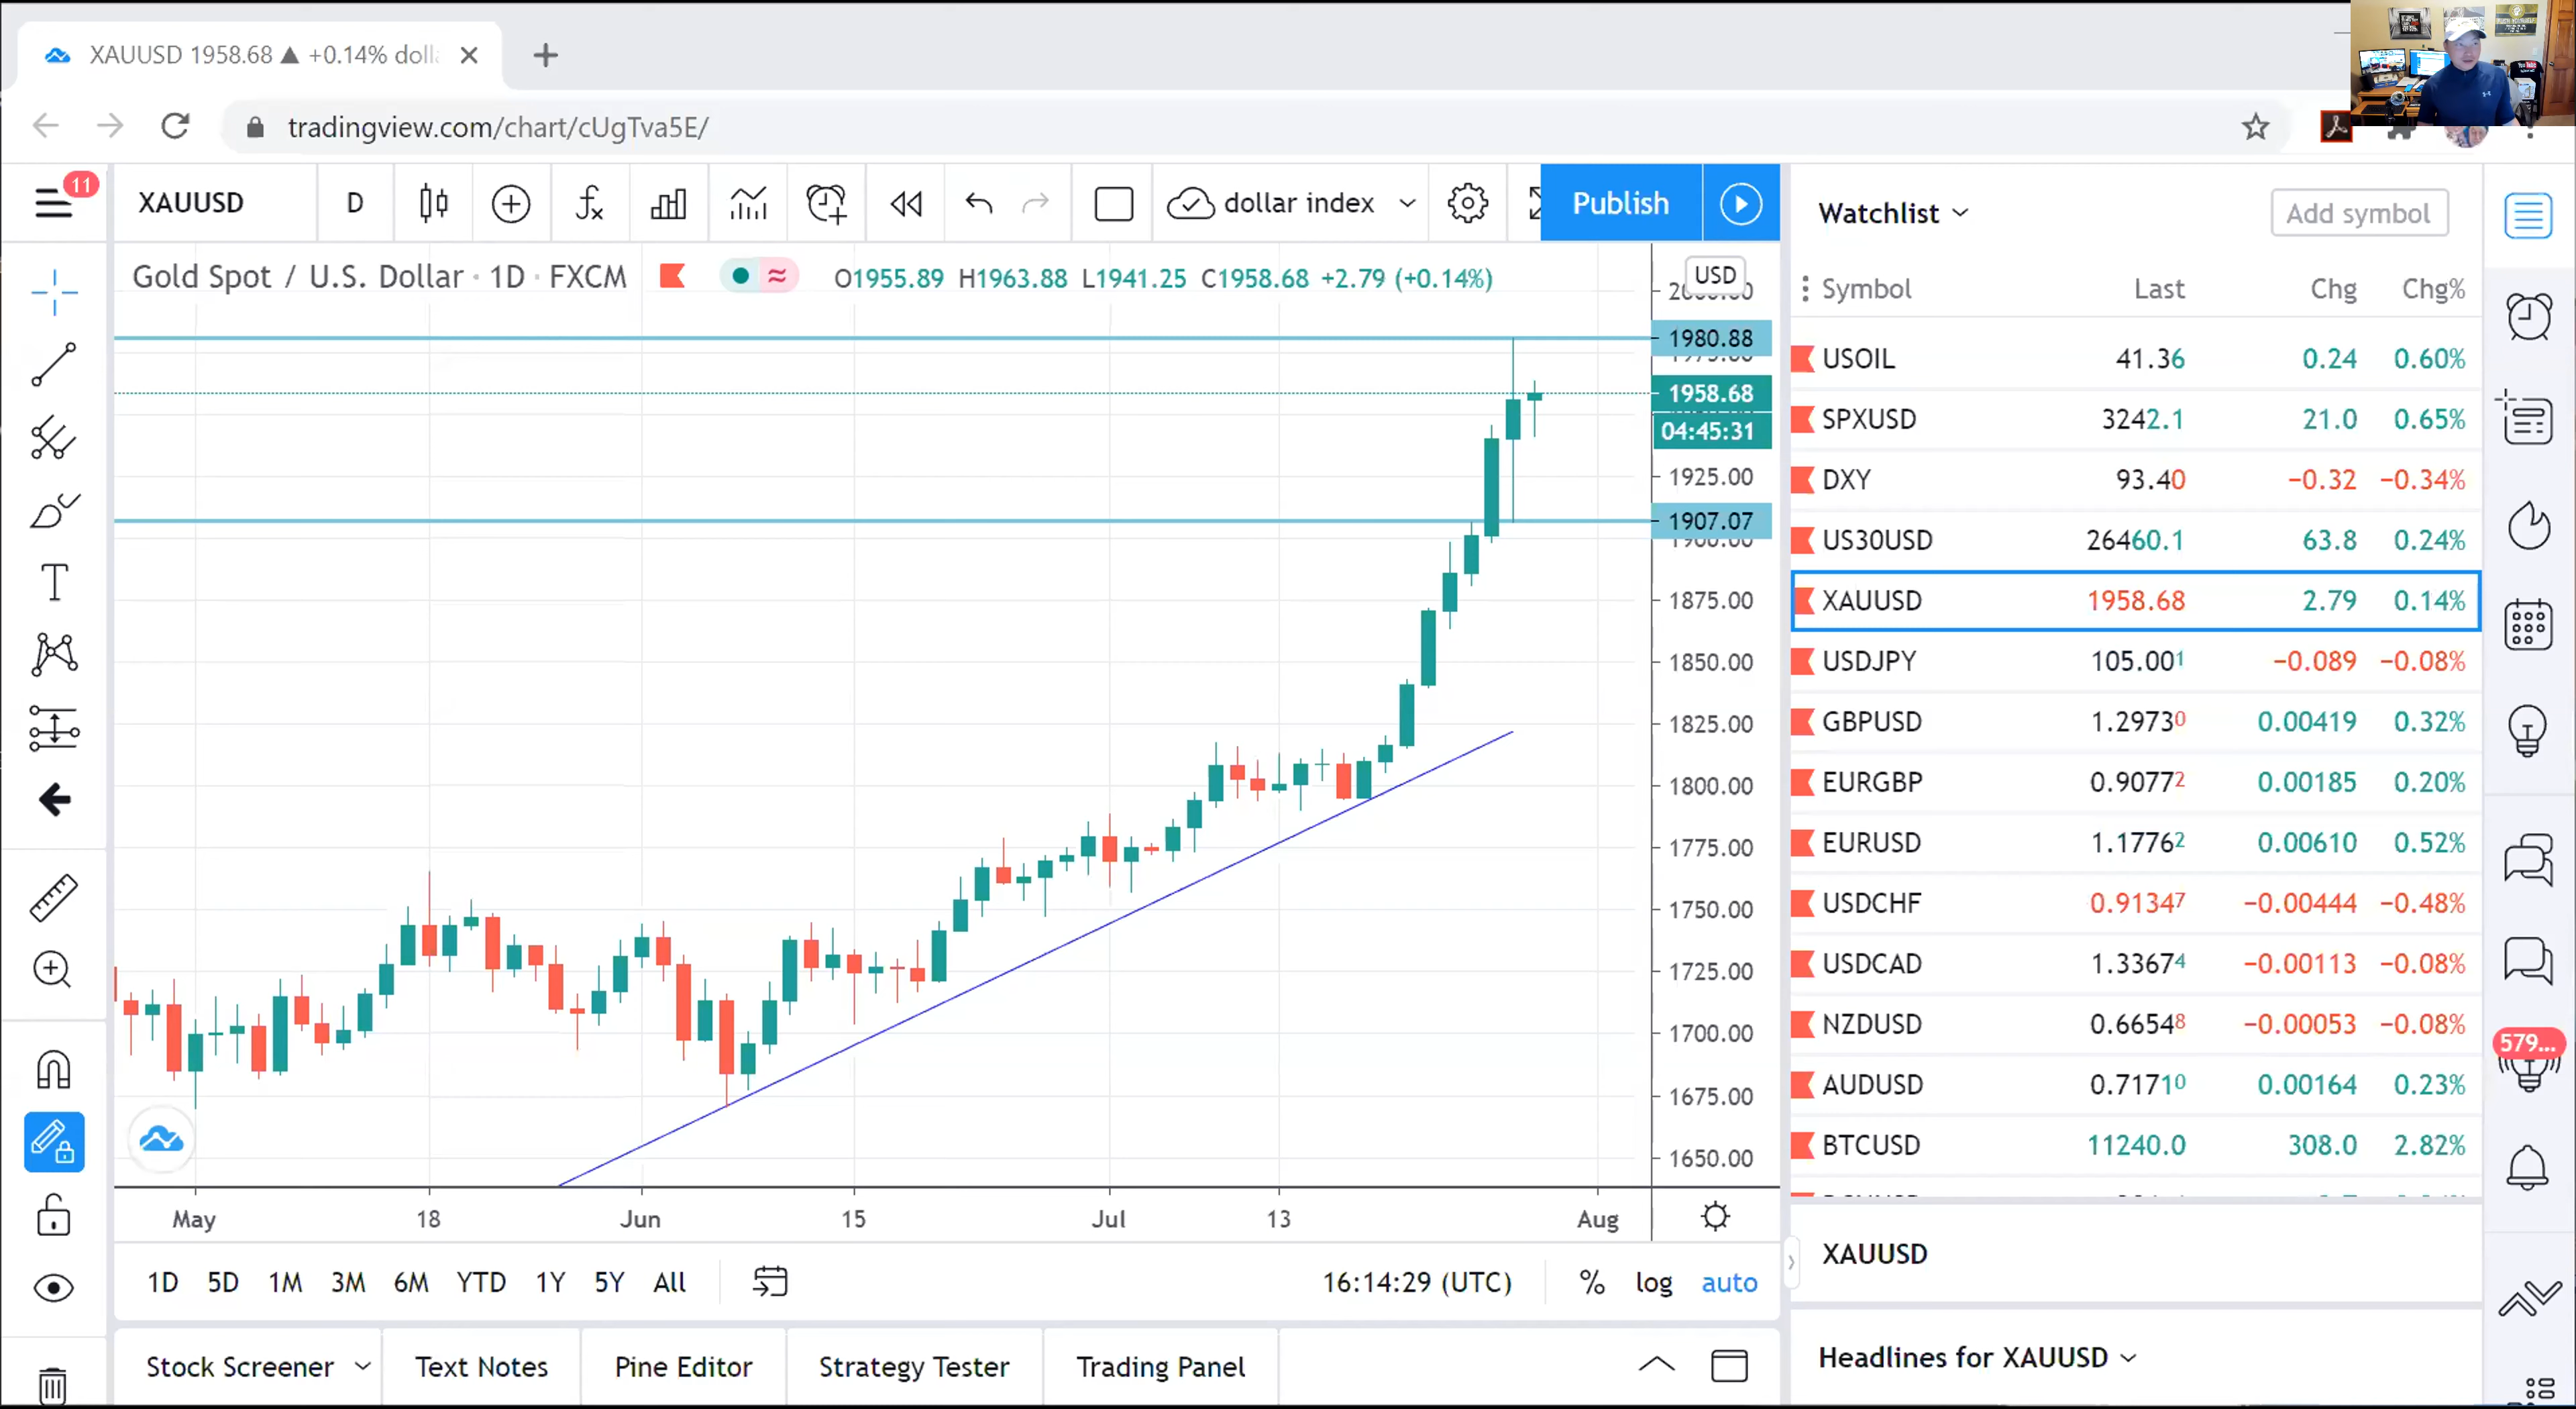 XAUUSD 1958.68 ▲ +0.14% doll
tradingview.com/chart/cUgTva5E/
11
XAUUSD
D
dollar index
Publish
Gold Spot / U.S. Dollar · 1D · FXCM
O1955.89 H1963.88 L1941.25 C1958.68 +2.79 (+0.14%)
USD
1980.88
1958.68
04:45:31
1925.00
1907.07
1875.00
1850.00
1825.00
1800.00
1775.00
1750.00
1725.00
1700.00
1675.00
1650.00
May 18 Jun 15 Jul 13 Aug
1D 5D 1M 3M 6M YTD 1Y 5Y All
16:14:29 (UTC)
% log auto
Stock Screener Text Notes Pine Editor Strategy Tester Trading Panel
Watchlist
Add symbol
Symbol Last Chg Chg%
USOIL 41.36 0.24 0.60%
SPXUSD 3242.1 21.0 0.65%
DXY 93.40 −0.32 −0.34%
US30USD 26460.1 63.8 0.24%
XAUUSD 1958.68 2.79 0.14%
USDJPY 105.001 −0.089 −0.08%
GBPUSD 1.29730 0.00419 0.32%
EURGBP 0.90772 0.00185 0.20%
EURUSD 1.17762 0.00610 0.52%
USDCHF 0.91347 −0.00444 −0.48%
USDCAD 1.33674 −0.00113 −0.08%
NZDUSD 0.66548 −0.00053 −0.08%
AUDUSD 0.71710 0.00164 0.23%
BTCUSD 11240.0 308.0 2.82%
XAUUSD
Headlines for XAUUSD
579...